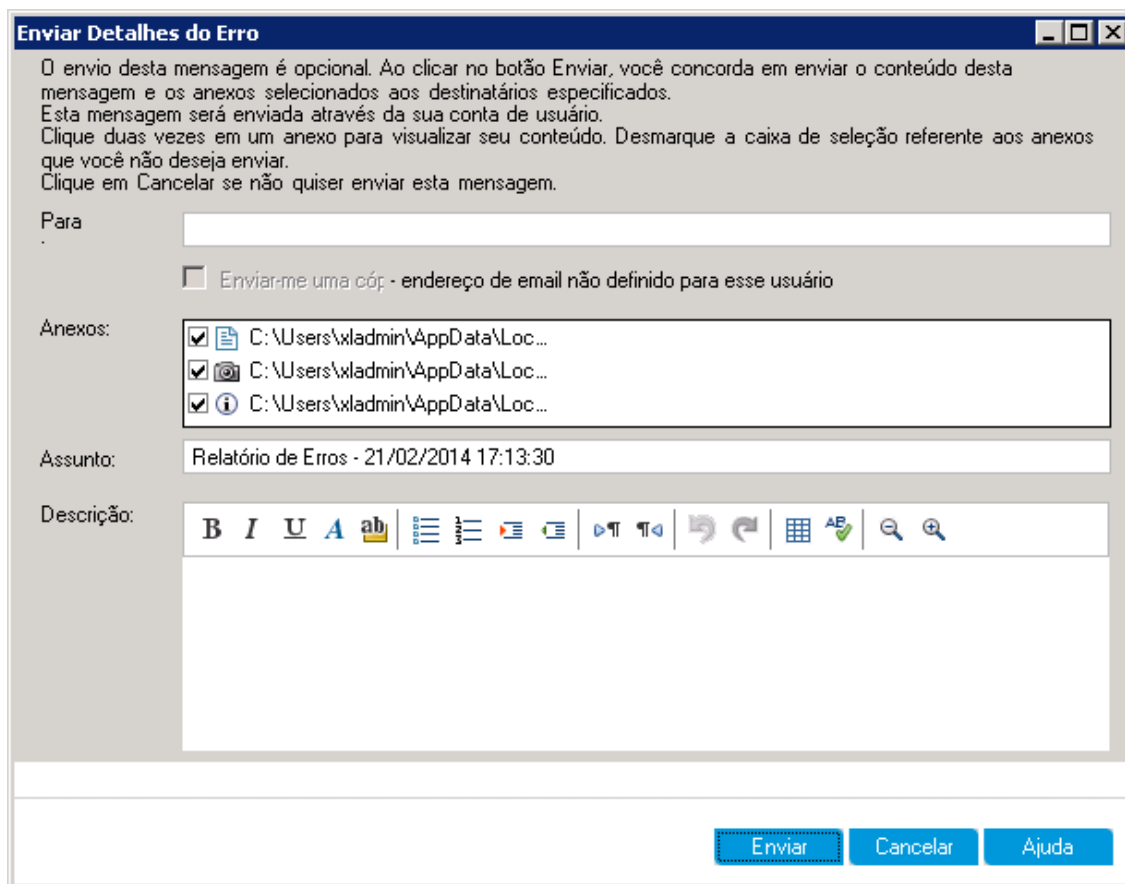 Enviar Detalhes do Erro
O envio desta mensagem é opcional. Ao clicar no botão Enviar, você concorda em enviar o conteúdo desta
mensagem e os anexos selecionados aos destinatários especificados.
Esta mensagem será enviada através da sua conta de usuário.
Clique duas vezes em um anexo para visualizar seu conteúdo. Desmarque a caixa de seleção referente aos anexos
que você não deseja enviar.
Clique em Cancelar se não quiser enviar esta mensagem.
Para
Enviar-me uma cóp - endereço de email não definido para esse usuário
Anexos:
C:\Users\xladmin\AppData\Loc...
C:\Users\xladmin\AppData\Loc...
C:\Users\xladmin\AppData\Loc...
Assunto: Relatório de Erros - 21/02/2014 17:13:30
Descrição:
B I U A ab
Enviar Cancelar Ajuda